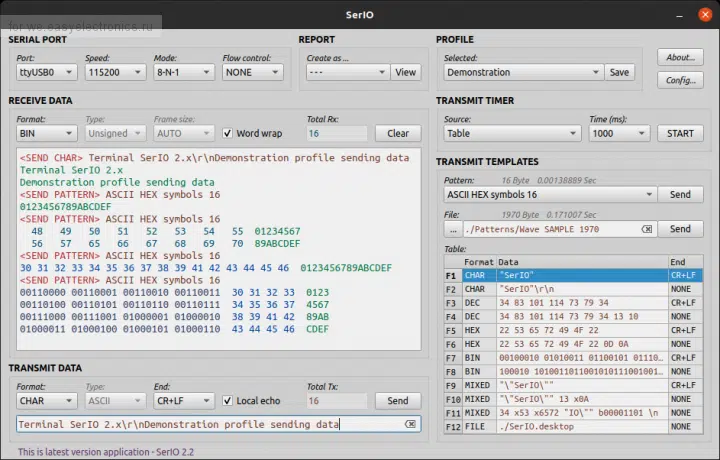 SerIO
for we.easyelectronics.ru
SERIAL PORT
Port: Speed: Mode: Flow control:
ttyUSB0 115200 8-N-1 NONE
REPORT
Create as ...
--- View
PROFILE
Selected:
Demonstration Save
About...
Config...
RECEIVE DATA
Format: Type: Frame size: Total Rx:
BIN Unsigned AUTO Word wrap 16 Clear
<SEND CHAR> Terminal SerIO 2.x\r\nDemonstration profile sending data
Terminal SerIO 2.x
Demonstration profile sending data
<SEND PATTERN> ASCII HEX symbols 16
0123456789ABCDEF
<SEND PATTERN> ASCII HEX symbols 16
48 49 50 51 52 53 54 55 01234567
56 57 65 66 67 68 69 70 89ABCDEF
<SEND PATTERN> ASCII HEX symbols 16
30 31 32 33 34 35 36 37 38 39 41 42 43 44 45 46 0123456789ABCDEF
<SEND PATTERN> ASCII HEX symbols 16
00110000 00110001 00110010 00110011 30 31 32 33 0123
00110100 00110101 00110110 00110111 34 35 36 37 4567
00111000 00111001 01000001 01000010 38 39 41 42 89AB
01000011 01000100 01000101 01000110 43 44 45 46 CDEF
TRANSMIT DATA
Format: Type: End: Total Tx:
CHAR ASCII CR+LF Local echo 16 Send
Terminal SerIO 2.x\r\nDemonstration profile sending data
This is latest version application - SerIO 2.2
TRANSMIT TIMER
Source: Time (ms):
Table 1000 START
TRANSMIT TEMPLATES
Pattern: 16 Byte 0.00138889 Sec
ASCII HEX symbols 16 Send
File: 1970 Byte 0.171007 Sec
... ./Patterns/Wave SAMPLE 1970 Send
Table:
Format Data End
F1 CHAR "SerIO" CR+LF
F2 CHAR "SerIO"\r\n NONE
F3 DEC 34 83 101 114 73 79 34 CR+LF
F4 DEC 34 83 101 114 73 79 34 13 10 NONE
F5 HEX 22 53 65 72 49 4F 22 CR+LF
F6 HEX 22 53 65 72 49 4F 22 0D 0A NONE
F7 BIN 00100010 01010011 01100101 01110... CR+LF
F8 BIN 100010 1010011011001010111001001... NONE
F9 MIXED "\"SerIO\"" CR+LF
F10 MIXED "\"SerIO\"" 13 x0A NONE
F11 MIXED 34 x53 x6572 "IO\"" b00001101 \n NONE
F12 FILE ./SerIO.desktop NONE